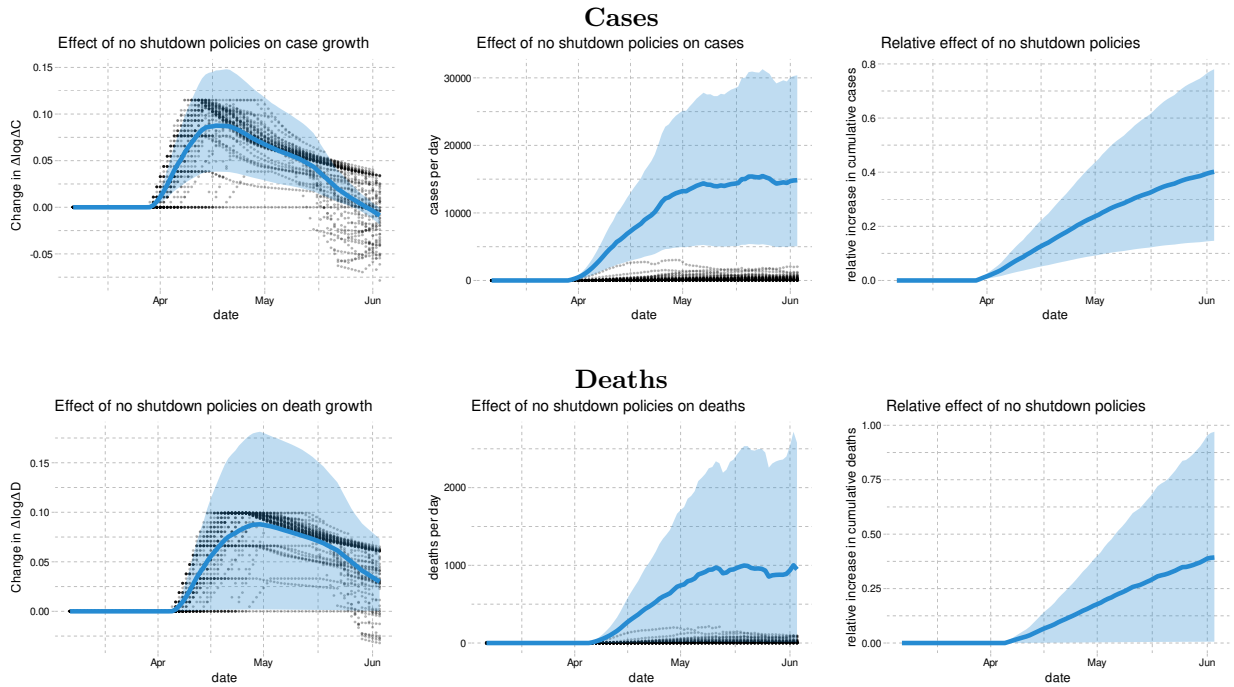 Cases
Effect of no shutdown policies on case growth
Change in ΔlogΔC
0.15
0.10
0.05
0.00
-0.05
Apr May Jun
date
Effect of no shutdown policies on cases
cases per day
30000
20000
10000
0
Apr May Jun
date
Relative effect of no shutdown policies
relative increase in cumulative cases
0.8
0.6
0.4
0.2
0.0
Apr May Jun
date
Deaths
Effect of no shutdown policies on death growth
Change in ΔlogΔD
0.15
0.10
0.05
0.00
Apr May Jun
date
Effect of no shutdown policies on deaths
deaths per day
2000
1000
0
Apr May Jun
date
Relative effect of no shutdown policies
relative increase in cumulative deaths
1.00
0.75
0.50
0.25
0.00
Apr May Jun
date